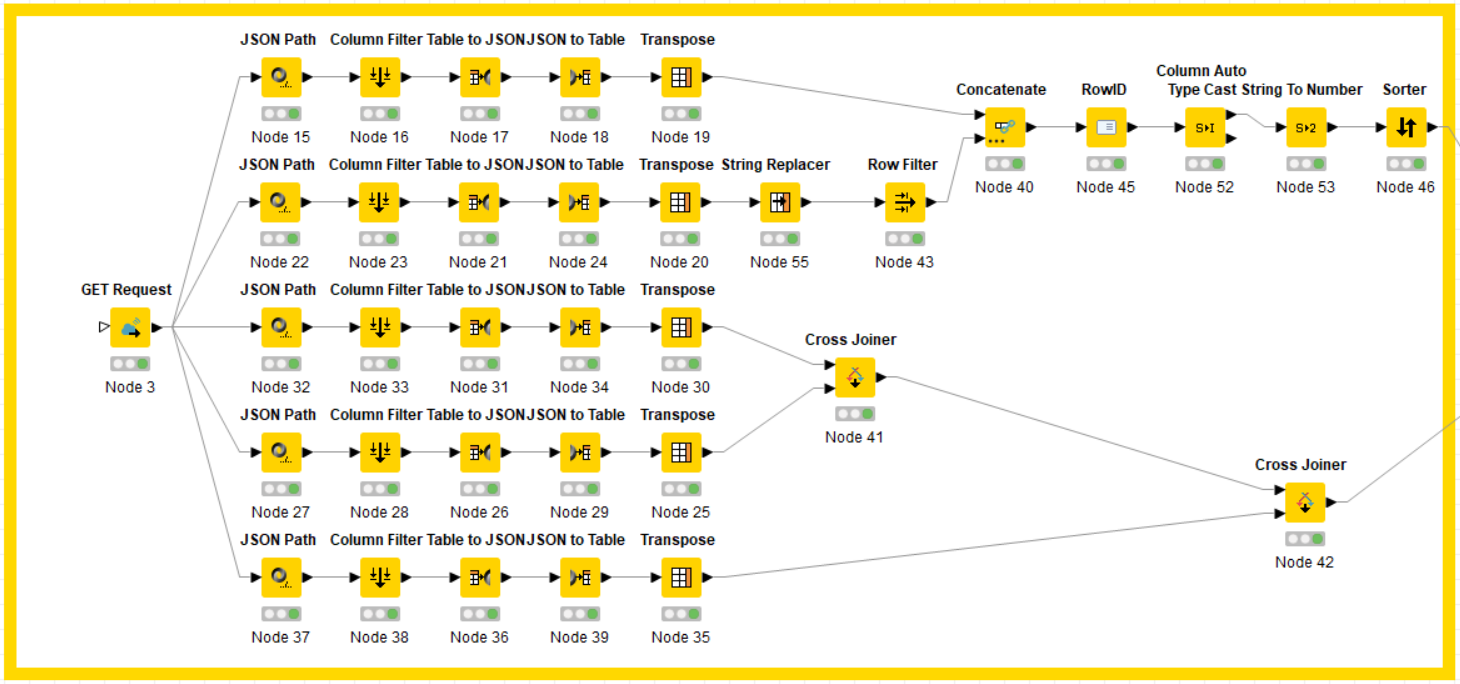 JSON Path Column Filter Table to JSON JSON to Table Transpose
Node 15 Node 16 Node 17 Node 18 Node 19
Column Auto
Concatenate RowID Type Cast String To Number Sorter
S▸I S▸2
Node 40 Node 45 Node 52 Node 53 Node 46
JSON Path Column Filter Table to JSON JSON to Table Transpose String Replacer Row Filter
Node 22 Node 23 Node 21 Node 24 Node 20 Node 55 Node 43
GET Request
Node 3
JSON Path Column Filter Table to JSON JSON to Table Transpose
Node 32 Node 33 Node 31 Node 34 Node 30
Cross Joiner
Node 41
JSON Path Column Filter Table to JSON JSON to Table Transpose
Node 27 Node 28 Node 26 Node 29 Node 25
Cross Joiner
Node 42
JSON Path Column Filter Table to JSON JSON to Table Transpose
Node 37 Node 38 Node 36 Node 39 Node 35